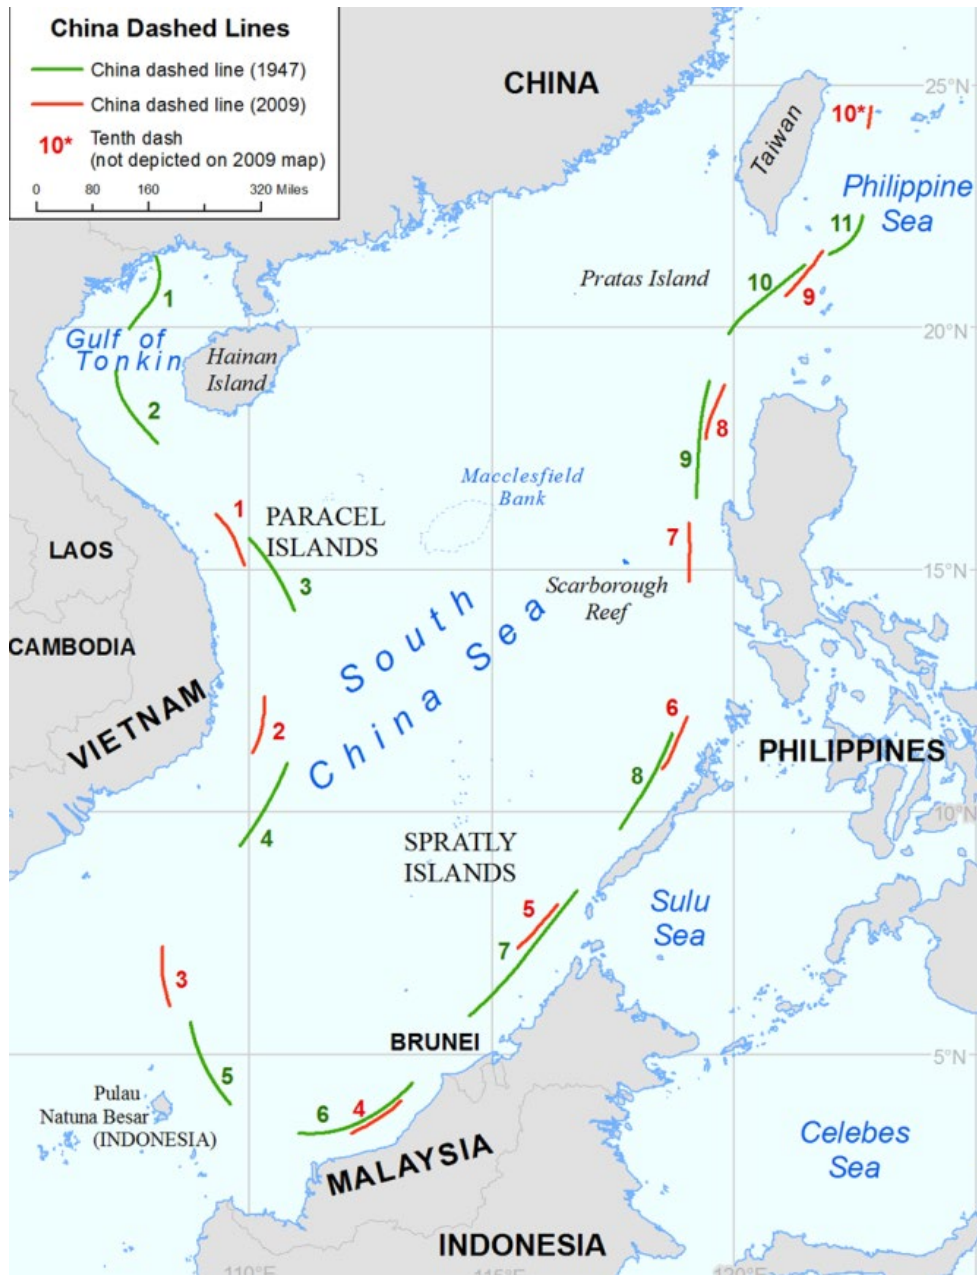 China Dashed Lines
China dashed line (1947)
China dashed line (2009)
10*
Tenth dash
(not depicted on 2009 map)
0 80 160 320 Miles
CHINA
25°N
10*
Taiwan
Philippine
Sea
11
Pratas Island
10
9
1
20°N
Gulf of
Tonkin
Hainan
Island
2
8
9
Macclesfield
Bank
1
PARACEL
ISLANDS
7
LAOS
15°N
3
Scarborough
Reef
CAMBODIA
South
China Sea
VIETNAM
2
6
PHILIPPINES
8
10°N
4
SPRATLY
ISLANDS
5
Sulu
Sea
7
3
BRUNEI
5°N
5
Pulau
Natuna Besar
(INDONESIA)
6
4
MALAYSIA
Celebes
Sea
INDONESIA
110°E
115°E
120°E